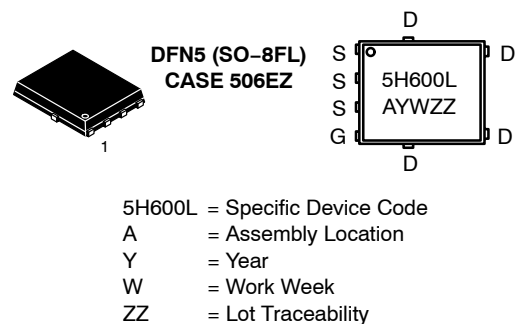 DFN5 (SO−8FL)
CASE 506EZ
1
D
S
D
S
S
G
D
D
5H600L
AYWZZ
5H600L = Specific Device Code
A = Assembly Location
Y = Year
W = Work Week
ZZ = Lot Traceability